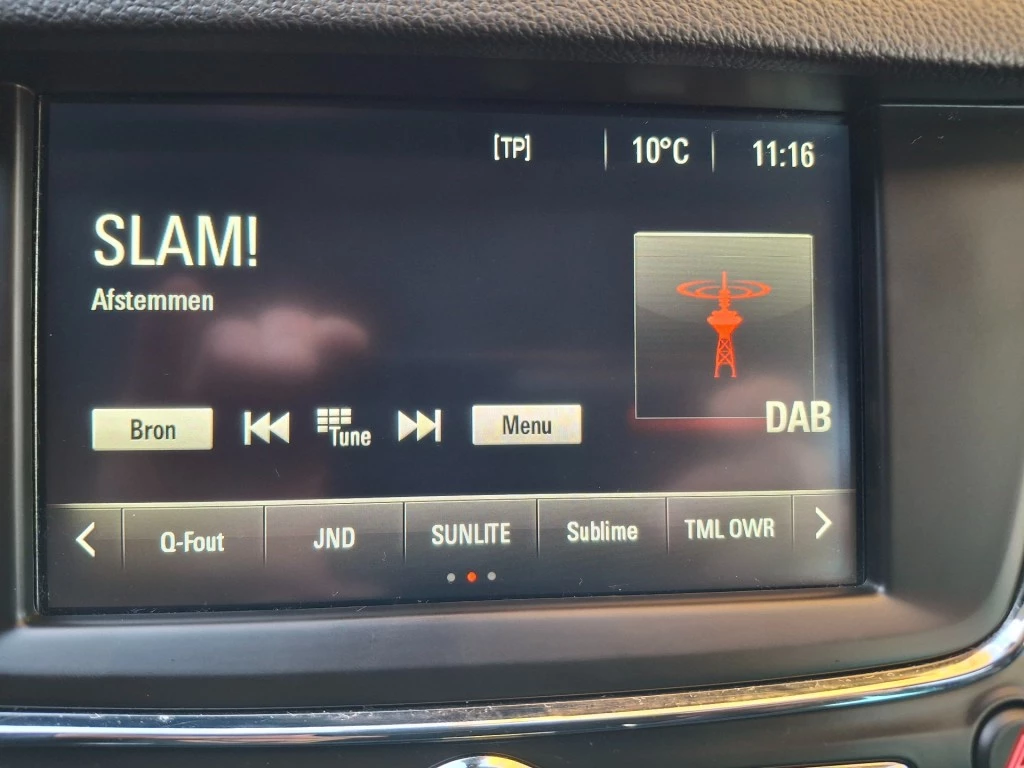 [TP] 10°C 11:16
SLAM!
Afstemmen
Bron Tune Menu DAB
Q-Fout JND SUNLITE Sublime TML OWR